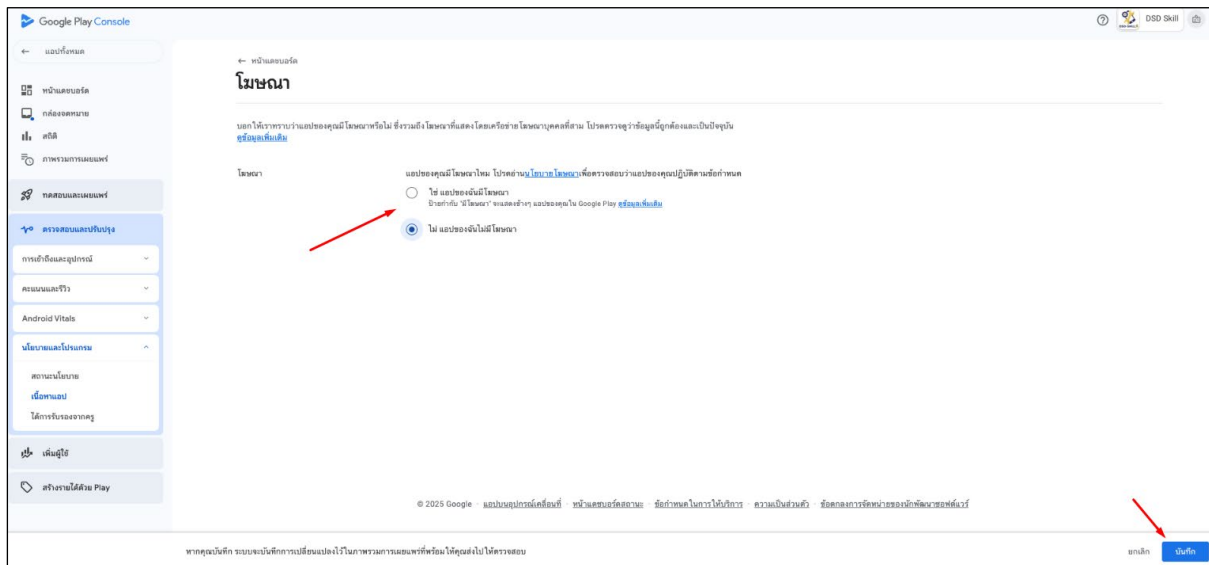 Google Play Console
DSD Skill
แอปทั้งหมด
หน้าแดชบอร์ด
กล่องจดหมาย
สถิติ
ภาพรวมการเผยแพร่
ทดสอบและเผยแพร่
ตรวจสอบและปรับปรุง
การเข้าถึงและอุปกรณ์
คะแนนและรีวิว
Android Vitals
นโยบายและโปรแกรม
สถานะนโยบาย
เนื้อหาแอป
ได้การรับรองจากครู
เพิ่มผู้ใช้
สร้างรายได้ด้วย Play
หน้าแดชบอร์ด
โฆษณา
บอกให้เราทราบว่าแอปของคุณมีโฆษณาหรือไม่ ซึ่งรวมถึงโฆษณาที่แสดงโดยเครือข่ายโฆษณาบุคคลที่สาม โปรดตรวจดูว่าข้อมูลนี้ถูกต้องและเป็นปัจจุบัน
ดูข้อมูลเพิ่มเติม
โฆษณา
แอปของคุณมีโฆษณาไหม โปรดอ่านนโยบายโฆษณาเพื่อตรวจสอบว่าแอปของคุณปฏิบัติตามข้อกำหนด
ใช่ แอปของฉันมีโฆษณา
ป้ายกำกับ "มีโฆษณา" จะแสดงข้างๆ แอปของคุณใน Google Play ดูข้อมูลเพิ่มเติม
ไม่ แอปของฉันไม่มีโฆษณา
© 2025 Google · แอปบนอุปกรณ์เคลื่อนที่ · หน้าแดชบอร์ดสถานะ · ข้อกำหนดในการให้บริการ · ความเป็นส่วนตัว · ข้อตกลงการจัดหน่ายของนักพัฒนาซอฟต์แวร์
หากคุณบันทึก ระบบจะบันทึกการเปลี่ยนแปลงไว้ในภาพรวมการเผยแพร่ที่พร้อมให้คุณส่งไปให้ตรวจสอบ
ยกเลิก
บันทึก